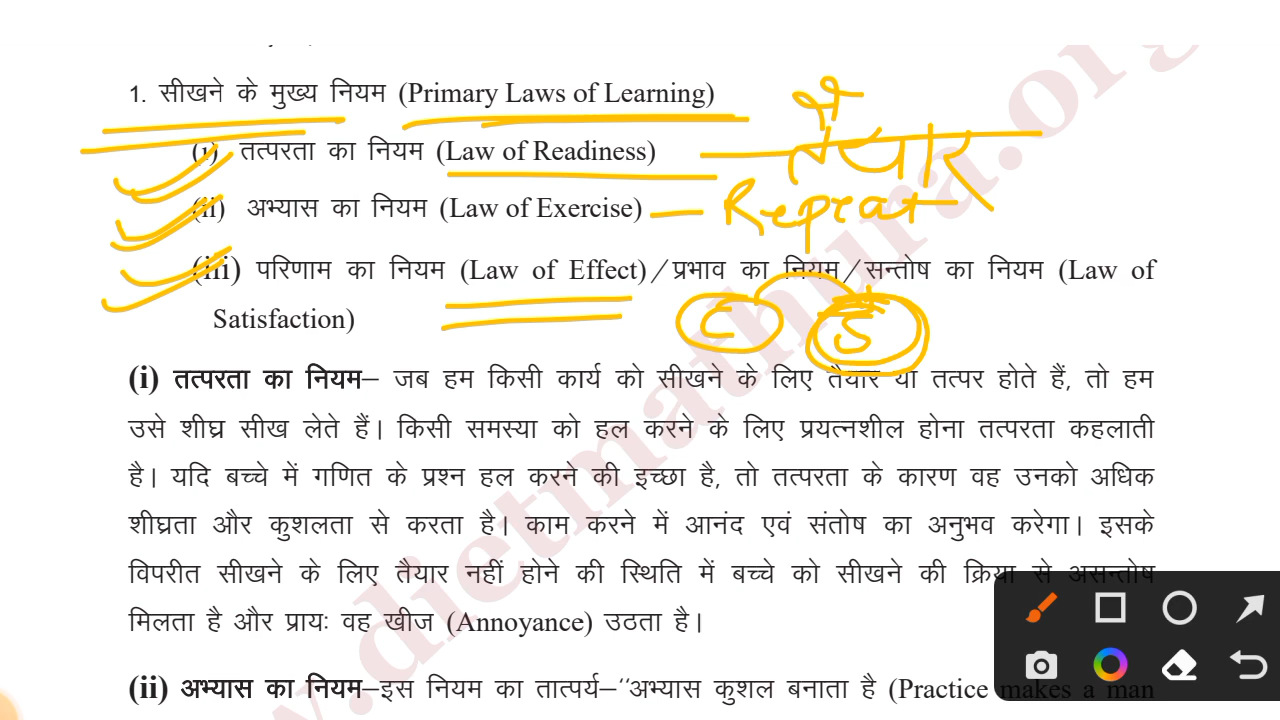 1. सीखने के मुख्य नियम (Primary Laws of Learning)
(i) तत्परता का नियम (Law of Readiness)
तैयार
(ii) अभ्यास का नियम (Law of Exercise)
Repeat
(iii) परिणाम का नियम (Law of Effect)/प्रभाव का नियम/सन्तोष का नियम (Law of
Satisfaction)
S
(i) तत्परता का नियम– जब हम किसी कार्य को सीखने के लिए तैयार या तत्पर होते हैं, तो हम
उसे शीघ्र सीख लेते हैं। किसी समस्या को हल करने के लिए प्रयत्नशील होना तत्परता कहलाती
है। यदि बच्चे में गणित के प्रश्न हल करने की इच्छा है, तो तत्परता के कारण वह उनको अधिक
शीघ्रता और कुशलता से करता है। काम करने में आनंद एवं संतोष का अनुभव करेगा। इसके
विपरीत सीखने के लिए तैयार नहीं होने की स्थिति में बच्चे को सीखने की क्रिया से असन्तोष
मिलता है और प्रायः वह खीज (Annoyance) उठता है।
(ii) अभ्यास का नियम–इस नियम का तात्पर्य–‘‘अभ्यास कुशल बनाता है (Practice makes a man
www.dietmathura.org